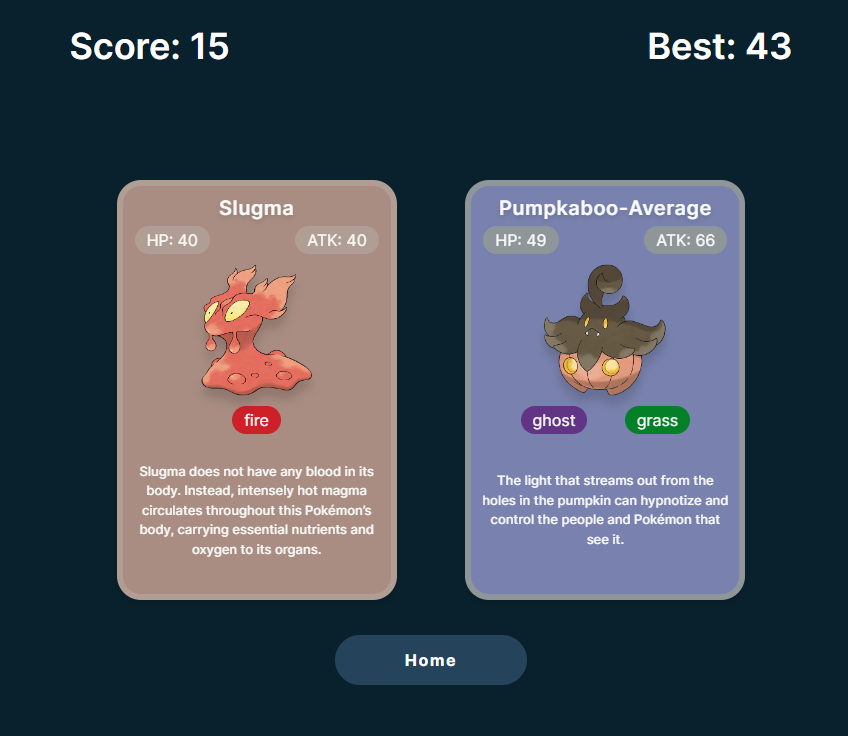 Score: 15
Best: 43
Slugma
HP: 40
ATK: 40
fire
Slugma does not have any blood in its
body. Instead, intensely hot magma
circulates throughout this Pokémon’s
body, carrying essential nutrients and
oxygen to its organs.
Pumpkaboo-Average
HP: 49
ATK: 66
ghost
grass
The light that streams out from the
holes in the pumpkin can hypnotize and
control the people and Pokémon that
see it.
Home